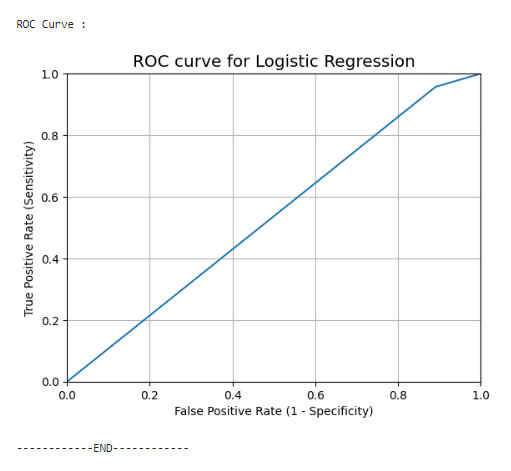 ROC Curve :
ROC curve for Logistic Regression
1.0
0.8
0.6
0.4
0.2
0.0
True Positive Rate (Sensitivity)
0.0 0.2 0.4 0.6 0.8 1.0
False Positive Rate (1 - Specificity)
------------END------------